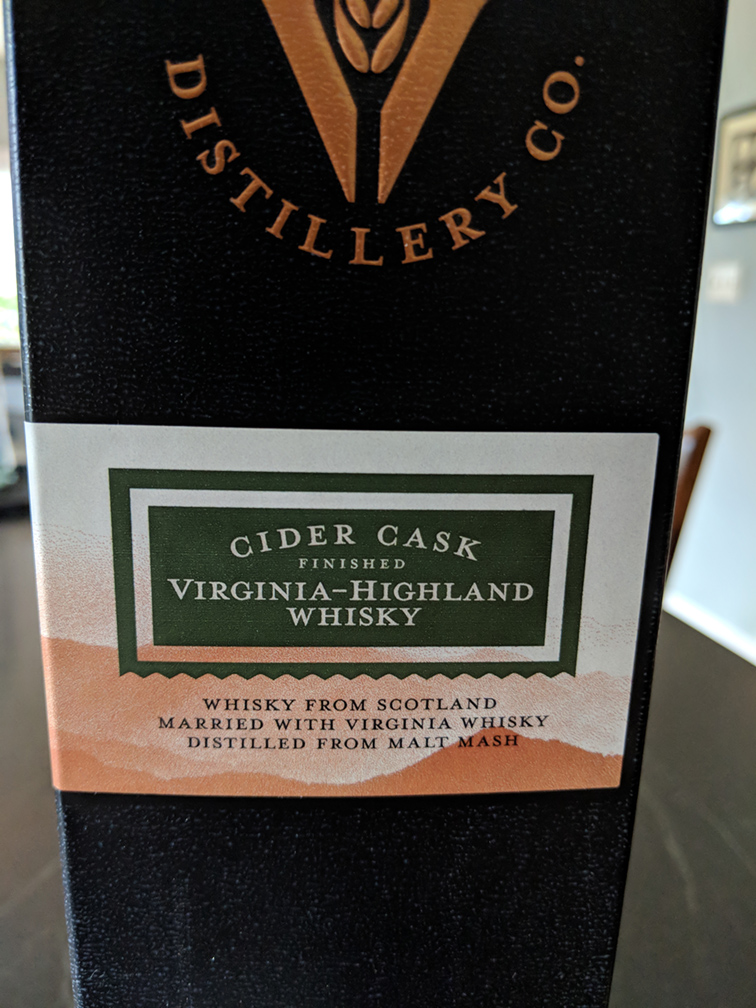 DISTILLERY CO.
CIDER CASK
FINISHED
VIRGINIA-HIGHLAND
WHISKY
WHISKY FROM SCOTLAND
MARRIED WITH VIRGINIA WHISKY
DISTILLED FROM MALT MASH